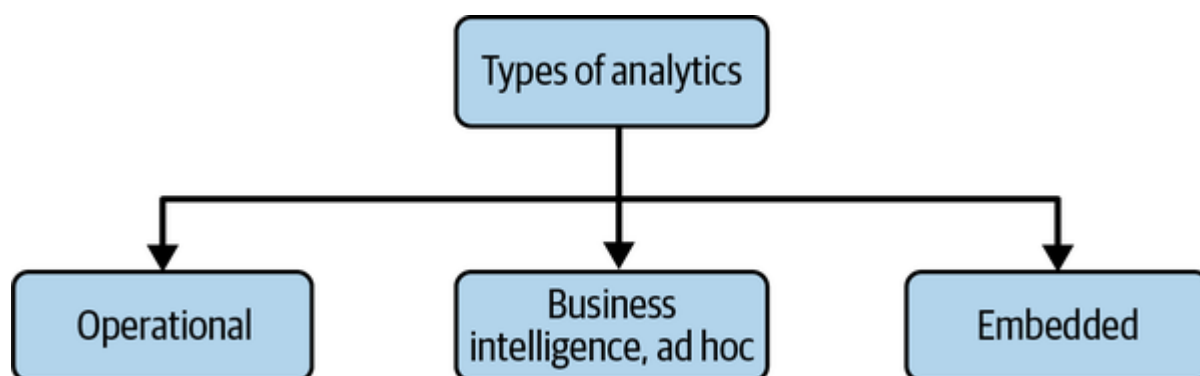 Types of analytics
Operational
Business
intelligence, ad hoc
Embedded